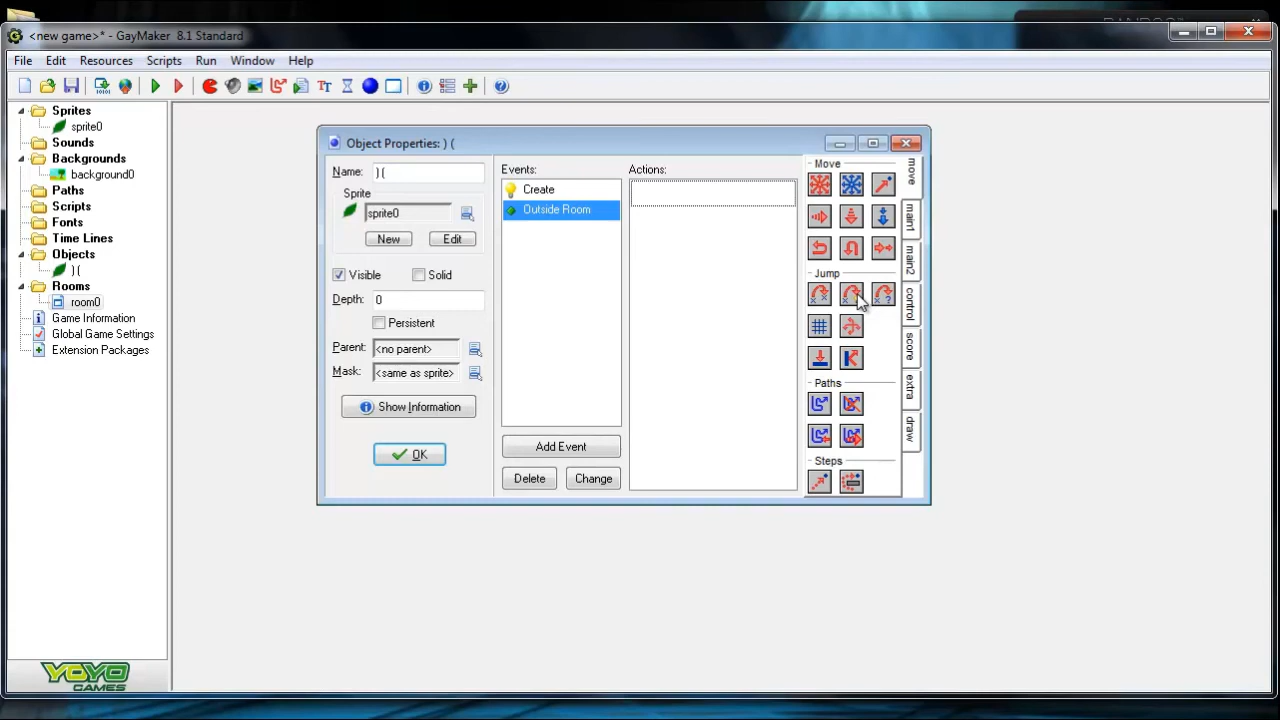 <new game>* - GayMaker 8.1 Standard
File Edit Resources Scripts Run Window Help
Sprites
sprite0
Sounds
Backgrounds
background0
Paths
Scripts
Fonts
Time Lines
Objects
) (
Rooms
room0
Game Information
Global Game Settings
Extension Packages
YOYO
GAMES
Object Properties: ) (
Name: ) (
Sprite
sprite0
New Edit
Visible Solid
Depth: 0
Persistent
Parent: <no parent>
Mask: <same as sprite>
Show Information
OK
Events:
Create
Outside Room
Add Event
Delete Change
Actions:
Move
Jump
Paths
Steps
move
main1
main2
control
score
extra
draw